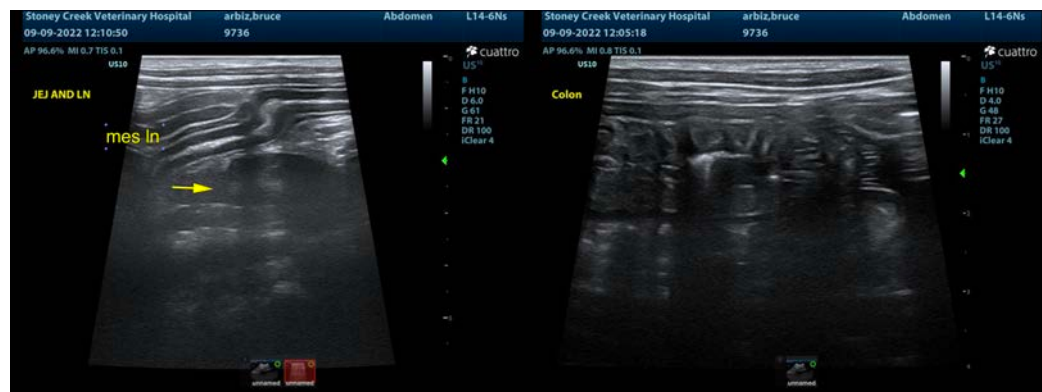 Stoney Creek Veterinary Hospital arbiz,bruce Abdomen L14-6Ns
09-09-2022 12:10:50 9736
AP 96.6% MI 0.7 TIS 0.1
cuattro
US10
JEJ AND LN
mes ln
B
F H10
D 6.0
G 61
FR 21
DR 100
iClear 4
unnamed unnamed
Stoney Creek Veterinary Hospital arbiz,bruce Abdomen L14-6Ns
09-09-2022 12:05:18 9736
AP 96.6% MI 0.8 TIS 0.1
cuattro
US10
Colon
B
F H10
D 4.0
G 48
FR 27
DR 100
iClear 4
unnamed